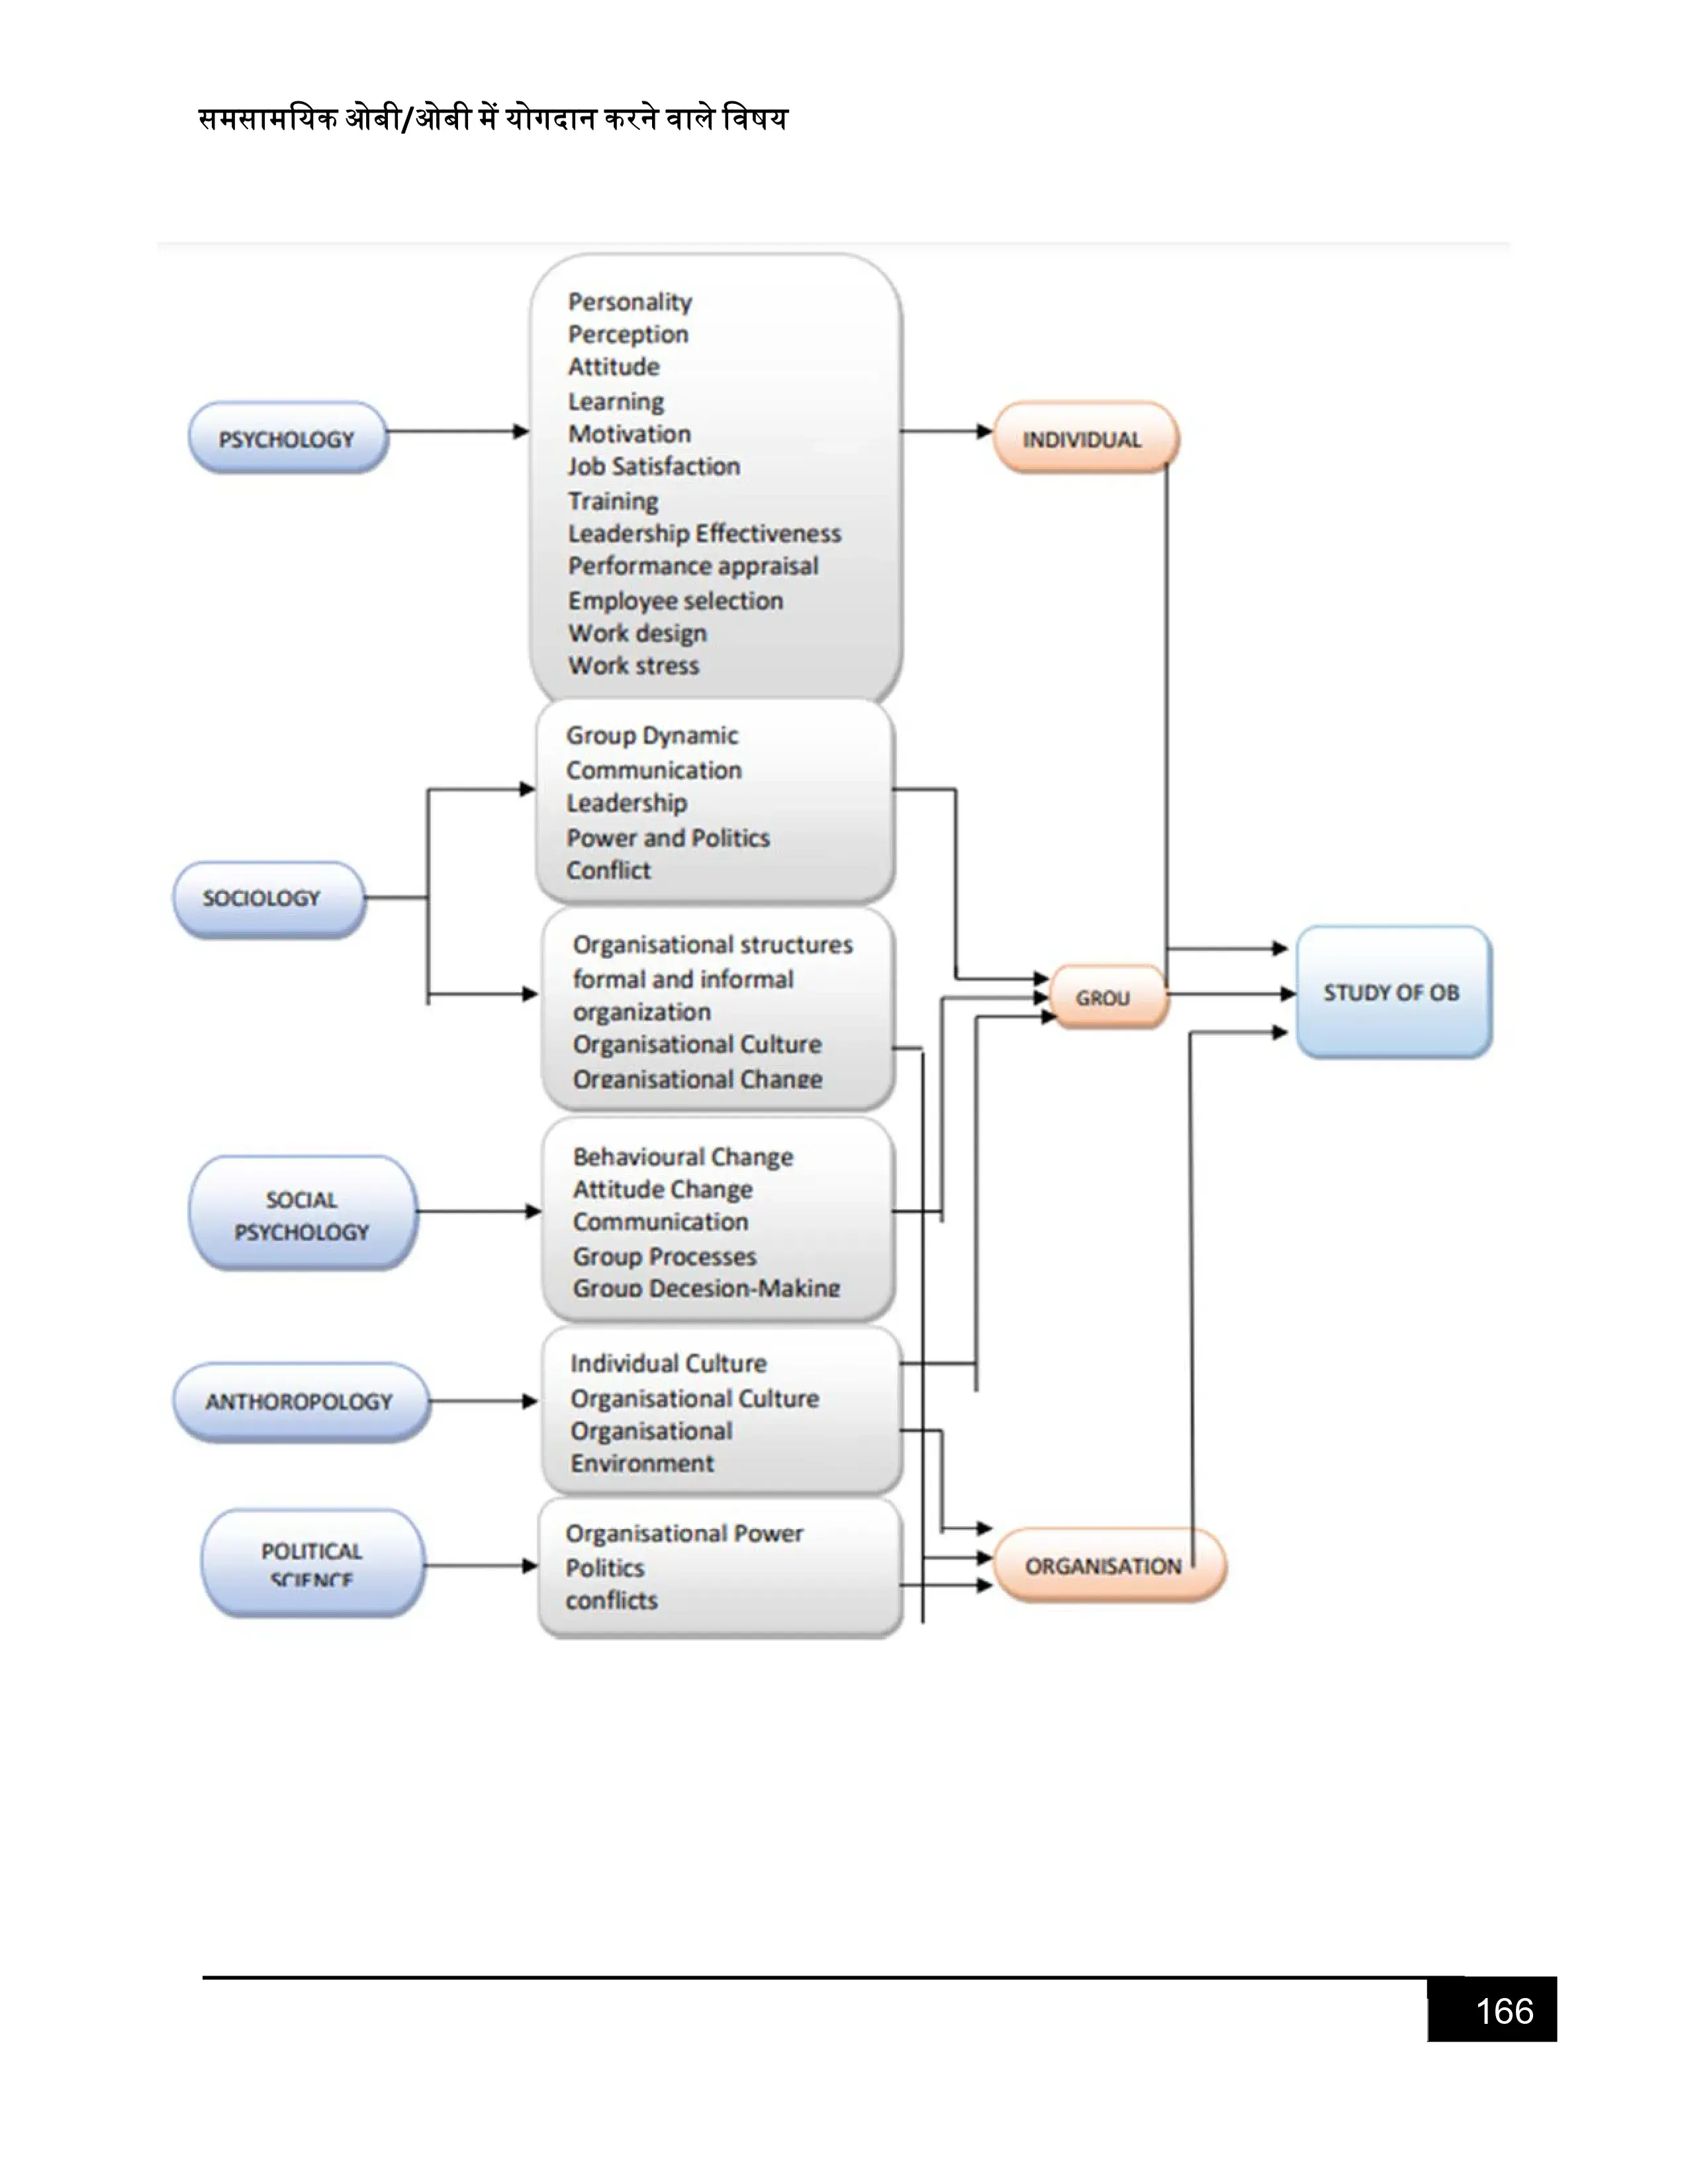 समसामयिक ओबी/ओबी में योगदान करने वाले विषय
PSYCHOLOGY
Personality
Perception
Attitude
Learning
Motivation
Job Satisfaction
Training
Leadership Effectiveness
Performance appraisal
Employee selection
Work design
Work stress
INDIVIDUAL
SOCIOLOGY
Group Dynamic
Communication
Leadership
Power and Politics
Conflict
Organisational structures
formal and informal
organization
Organisational Culture
Organisational Change
GROU
STUDY OF OB
SOCIAL
PSYCHOLOGY
Behavioural Change
Attitude Change
Communication
Group Processes
Group Decesion-Making
ANTHOROPOLOGY
Individual Culture
Organisational Culture
Organisational
Environment
POLITICAL
SCIENCE
Organisational Power
Politics
conflicts
ORGANISATION
166